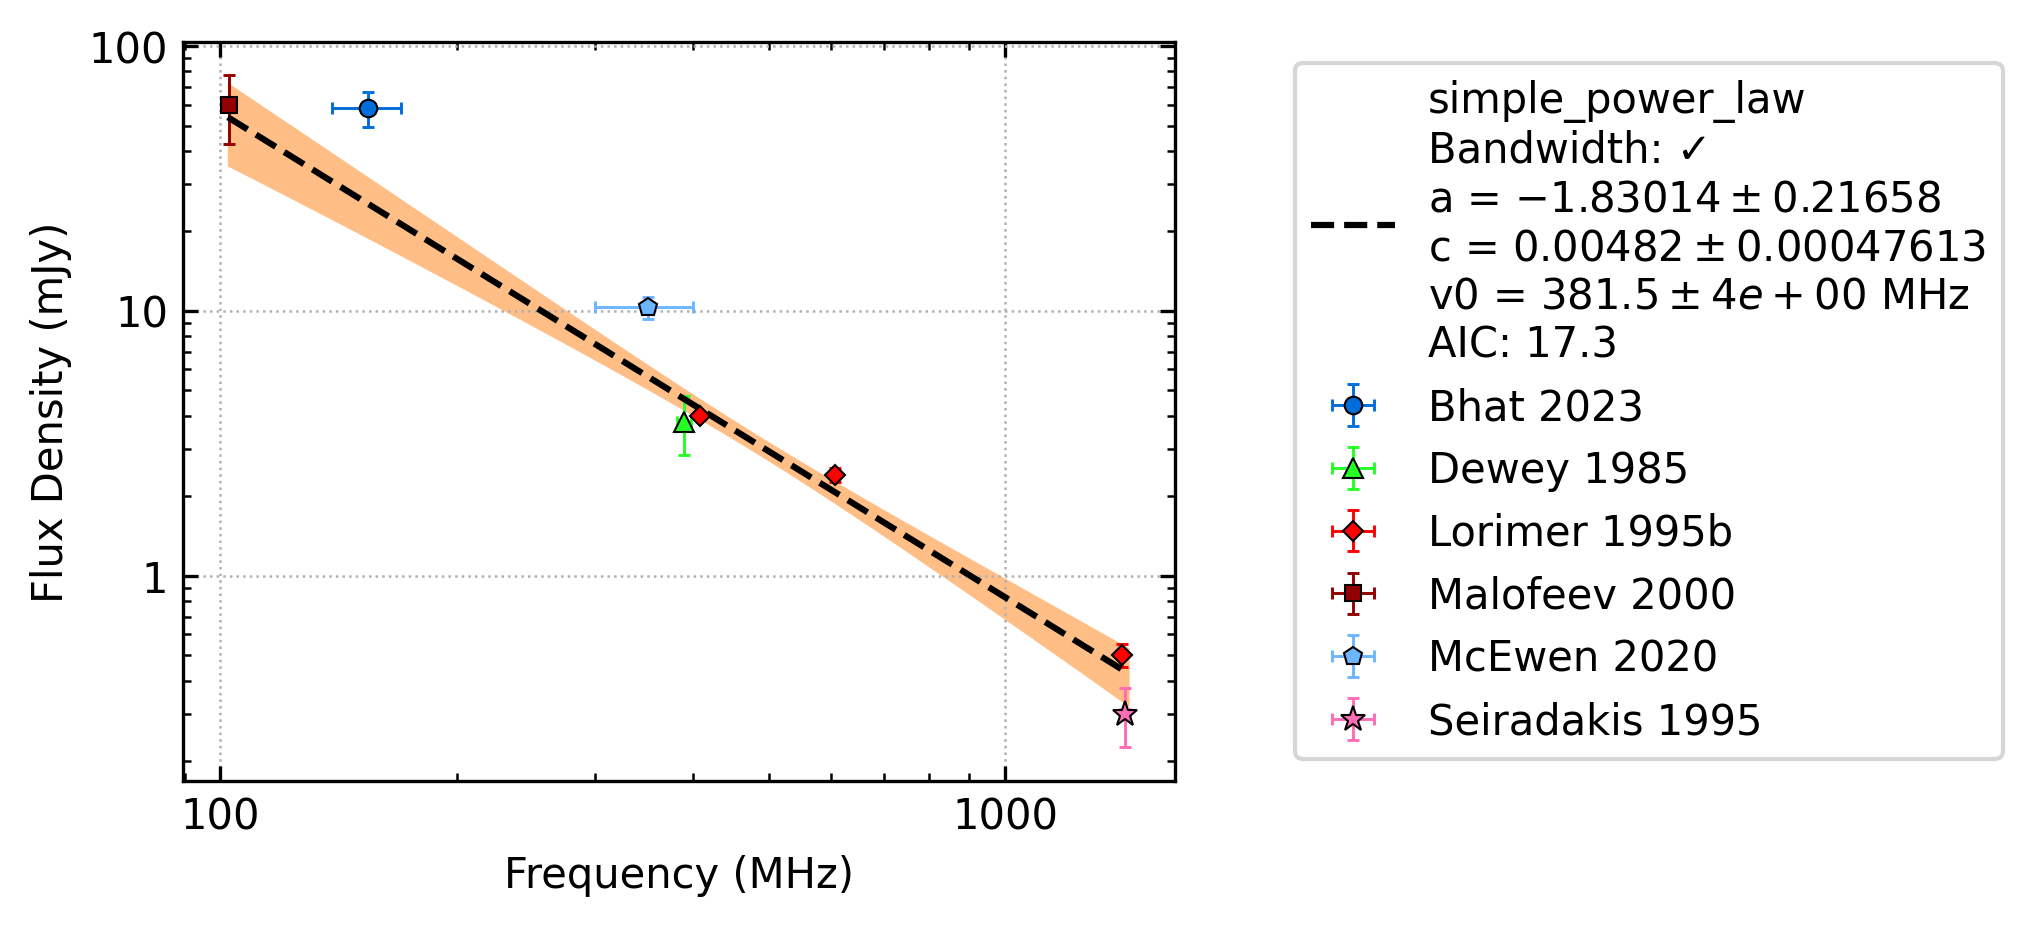 100
10
1
Flux Density (mJy)
100
1000
Frequency (MHz)
simple_power_law
Bandwidth: ✓
a = −1.83014 ± 0.21658
c = 0.00482 ± 0.00047613
v0 = 381.5 ± 4e + 00 MHz
AIC: 17.3
Bhat 2023
Dewey 1985
Lorimer 1995b
Malofeev 2000
McEwen 2020
Seiradakis 1995